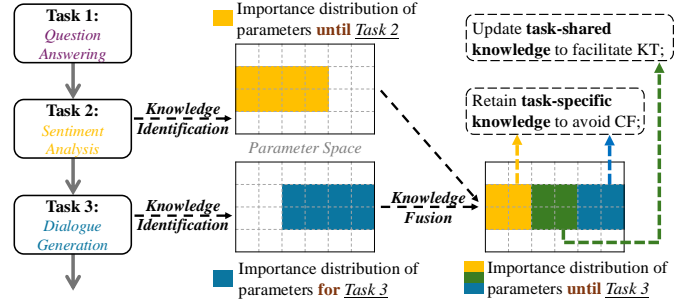 Task 1:
Question
Answering
Task 2:
Sentiment
Analysis
Task 3:
Dialogue
Generation
Knowledge
Identification
Knowledge
Identification
Importance distribution of
parameters until Task 2
Parameter Space
Importance distribution of
parameters for Task 3
Knowledge
Fusion
Update task-shared
knowledge to facilitate KT;
Retain task-specific
knowledge to avoid CF;
Importance distribution of
parameters until Task 3